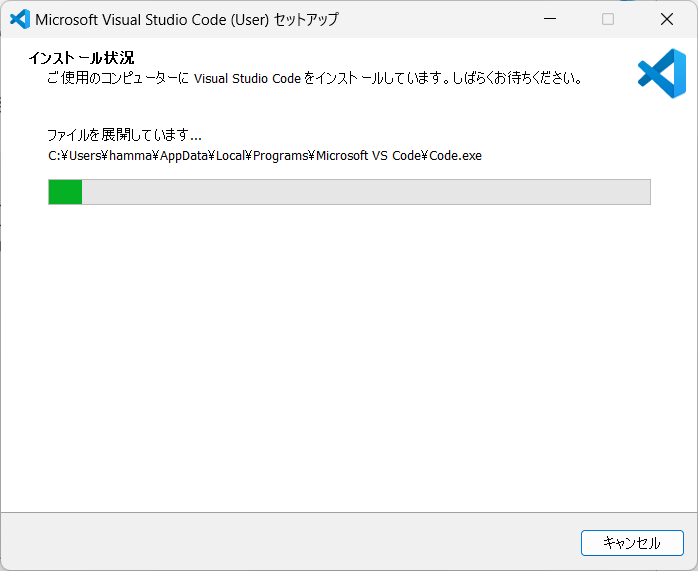 Microsoft Visual Studio Code (User) セットアップ
インストール状況
ご使用のコンピューターに Visual Studio Code をインストールしています。しばらくお待ちください。
ファイルを展開しています...
C:¥Users¥hamma¥AppData¥Local¥Programs¥Microsoft VS Code¥Code.exe
キャンセル